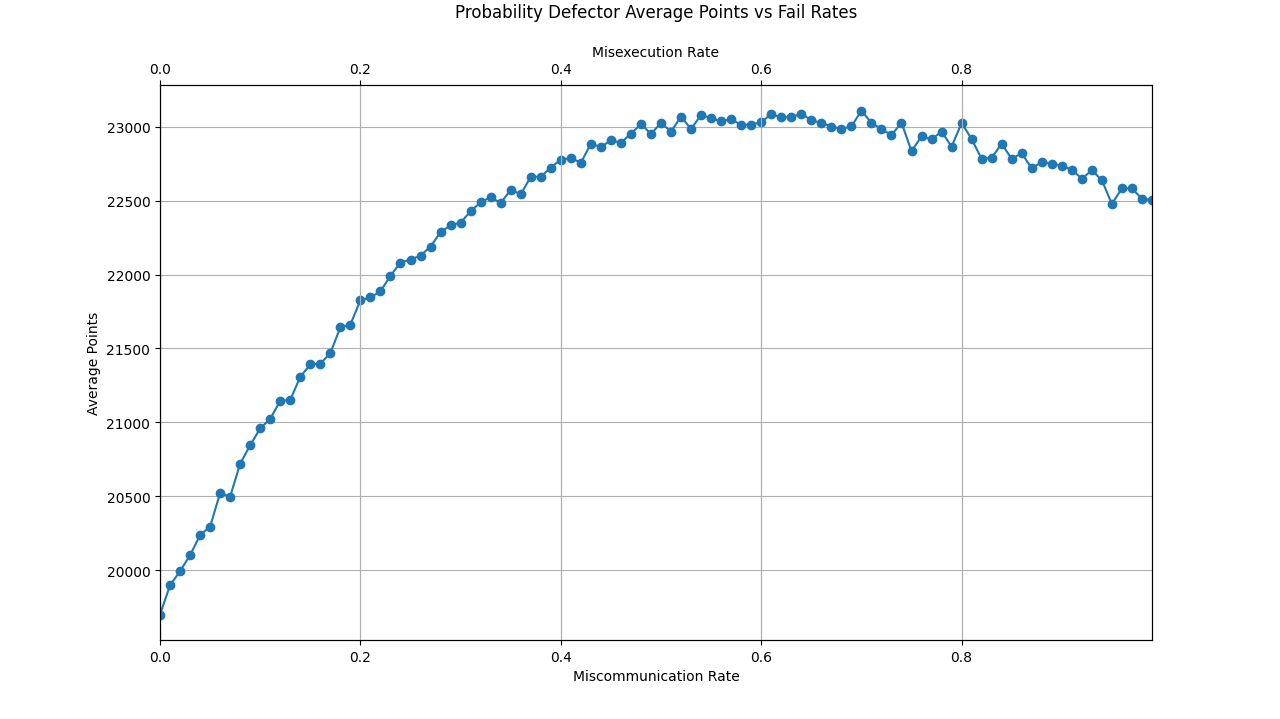 Probability Defector Average Points vs Fail Rates
Misexecution Rate
0.0 0.2 0.4 0.6 0.8
23000
22500
22000
21500
21000
20500
20000
Average Points
0.0 0.2 0.4 0.6 0.8
Miscommunication Rate